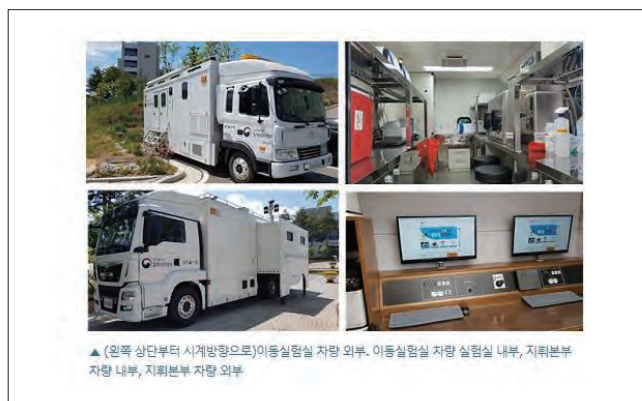 ▲ (왼쪽 상단부터 시계방향으로)이동실험실 차량 외부. 이동실험실 차량 실험실 내부, 지휘본부
차량 내부, 지휘본부 차량 외부